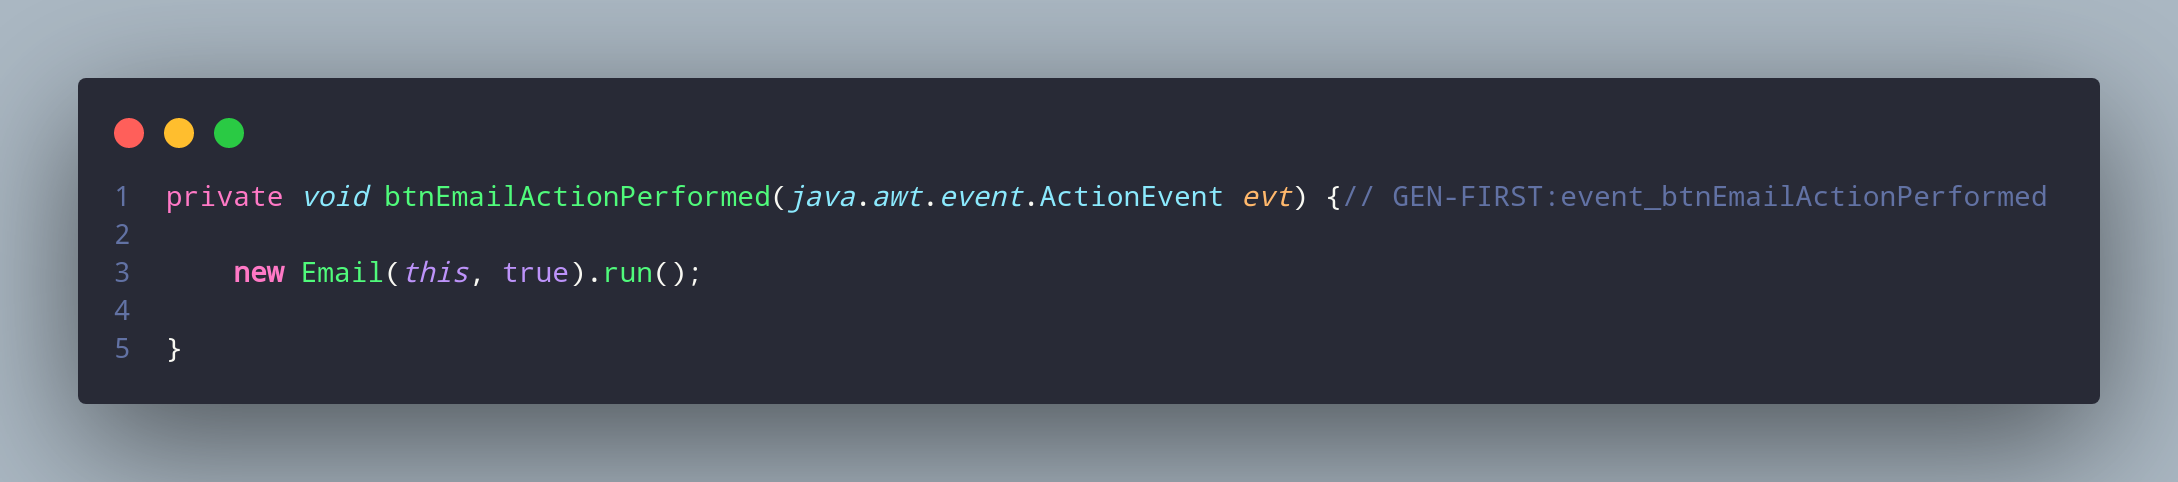 1 private void btnEmailActionPerformed(java.awt.event.ActionEvent evt) {// GEN-FIRST:event_btnEmailActionPerformed
2
3     new Email(this, true).run();
4
5 }